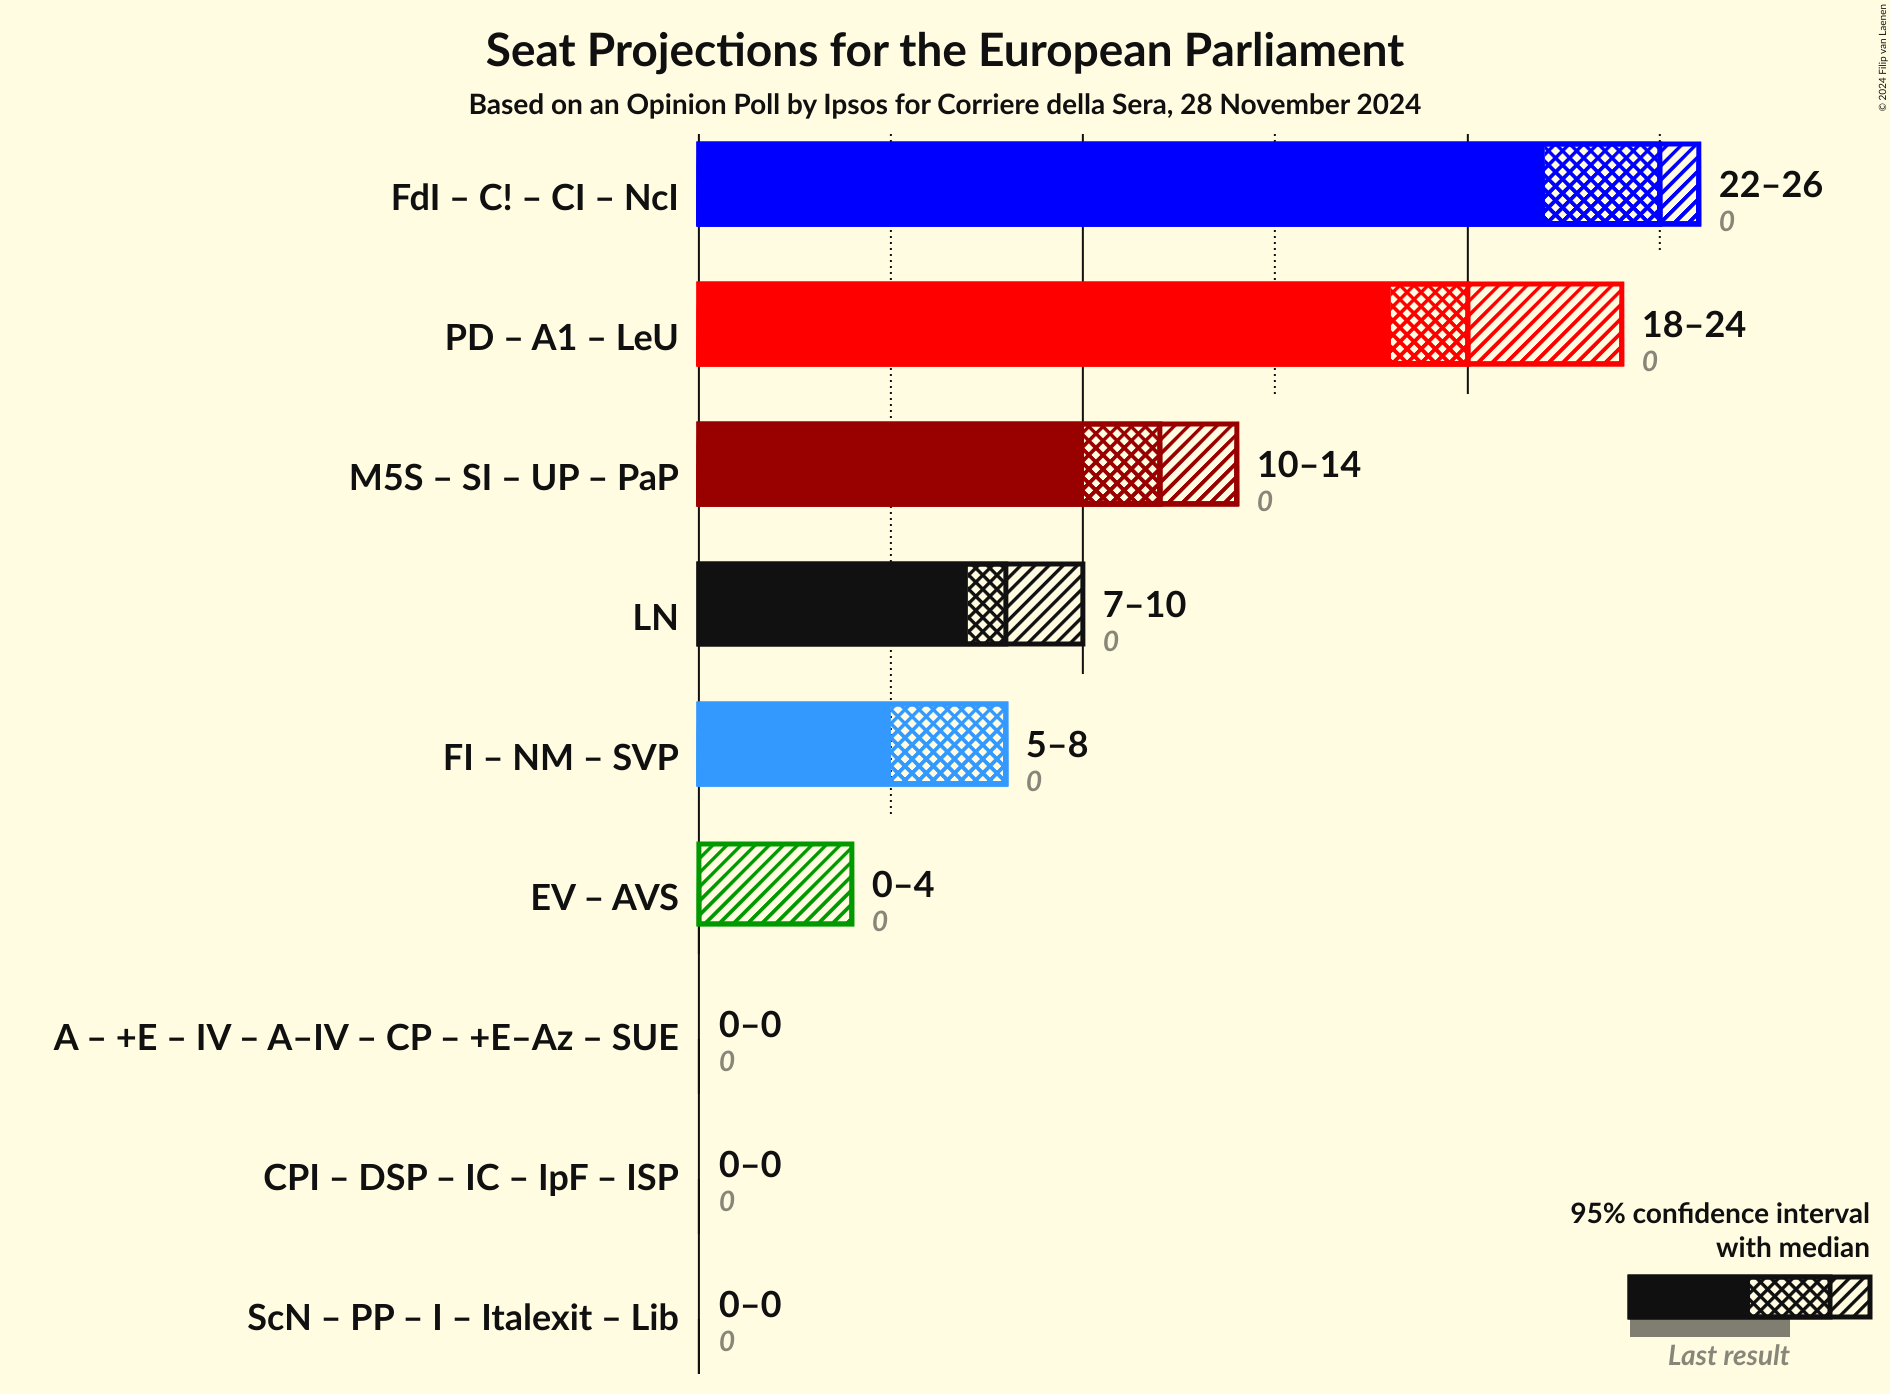 Seat Projections for the European Parliament
Based on an Opinion Poll by Ipsos for Corriere della Sera, 28 November 2024
© 2024 Filip van Laenen
FdI – C! – CI – NcI
22–26
0
PD – A1 – LeU
18–24
0
M5S – SI – UP – PaP
10–14
0
LN
7–10
0
FI – NM – SVP
5–8
0
EV – AVS
0–4
0
A – +E – IV – A–IV – CP – +E–Az – SUE
0–0
0
CPI – DSP – IC – IpF – ISP
0–0
0
ScN – PP – I – Italexit – Lib
0–0
0
95% confidence interval
with median
Last result